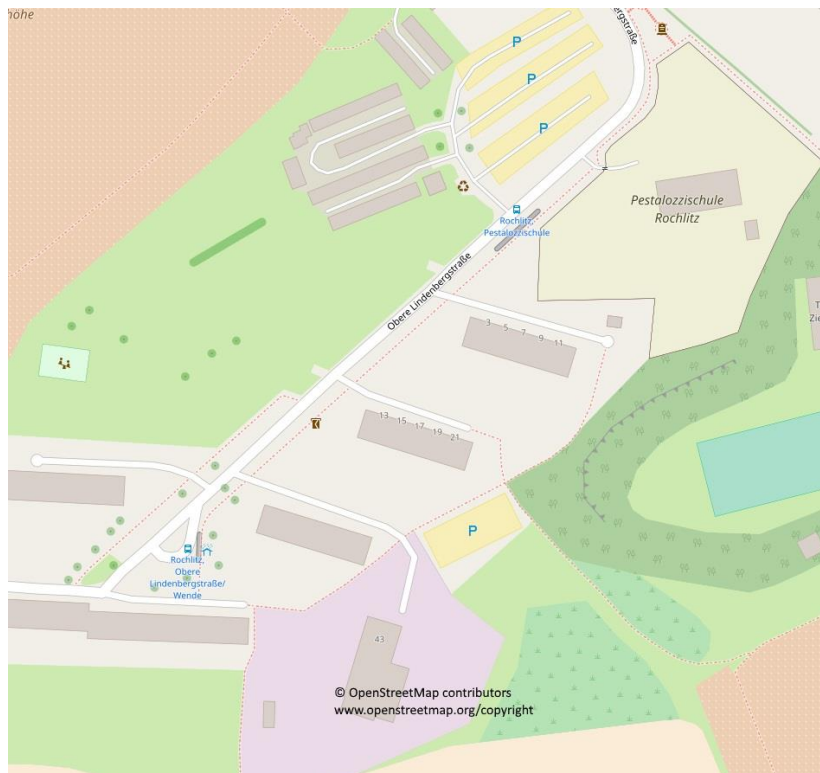 höhe
P
P
P
Obere Lindenbergstraße
Rochlitz,
Pestalozzischule
Pestalozzischule
Rochlitz
3 5 7 9 11
13 15 17 19 21
P
Rochlitz,
Obere
Lindenbergstraße/
Wende
43
© OpenStreetMap contributors
www.openstreetmap.org/copyright